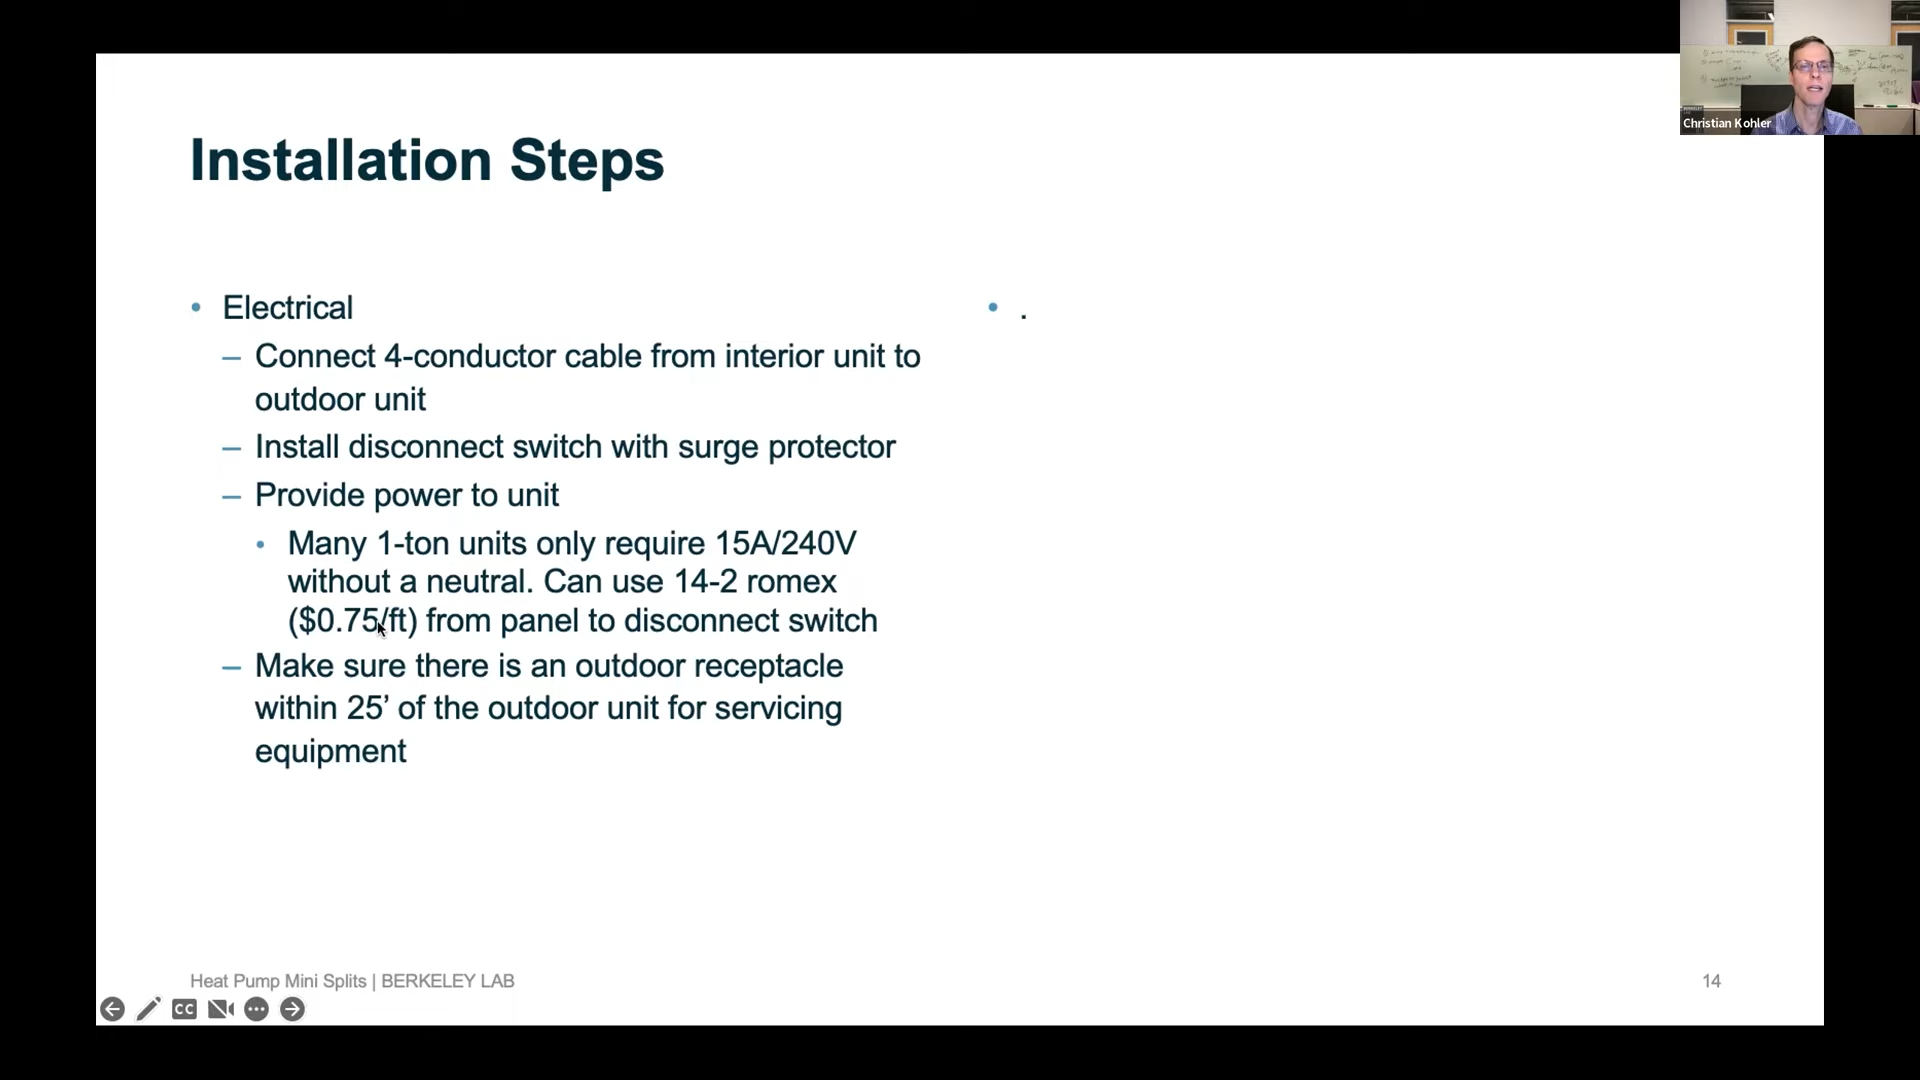 Christian Kohler
Installation Steps
• Electrical
– Connect 4-conductor cable from interior unit to
outdoor unit
– Install disconnect switch with surge protector
– Provide power to unit
• Many 1-ton units only require 15A/240V
without a neutral. Can use 14-2 romex
($0.75/ft) from panel to disconnect switch
– Make sure there is an outdoor receptacle
within 25’ of the outdoor unit for servicing
equipment
• .
Heat Pump Mini Splits | BERKELEY LAB
14
CC